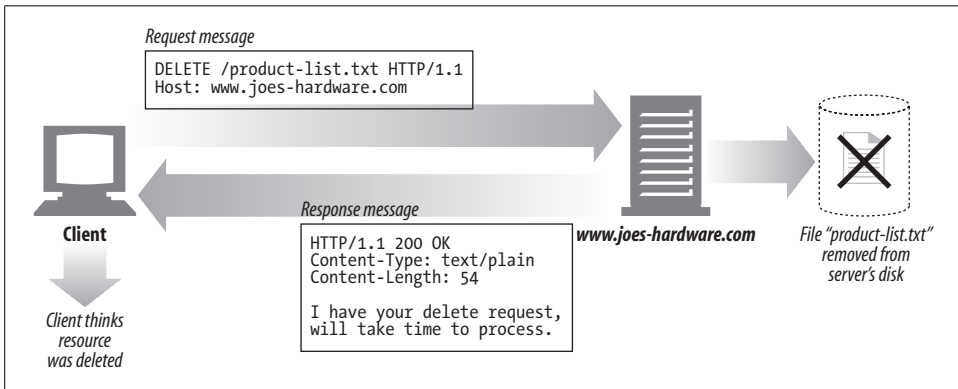 Request message
DELETE /product-list.txt HTTP/1.1
Host: www.joes-hardware.com
Client
www.joes-hardware.com
File “product-list.txt”
removed from
server’s disk
Response message
HTTP/1.1 200 OK
Content-Type: text/plain
Content-Length: 54
I have your delete request,
will take time to process.
Client thinks
resource
was deleted